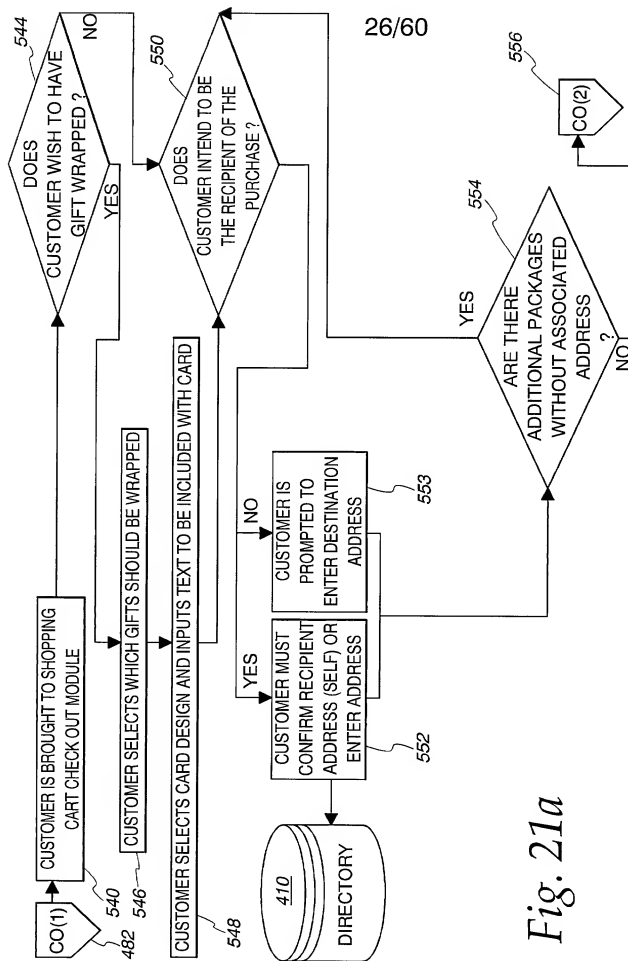 26/60
CO(1)
482
CUSTOMER IS BROUGHT TO SHOPPING
CART CHECK OUT MODULE
540
DOES
CUSTOMER WISH TO HAVE
GIFT WRAPPED ?
544
NO
YES
CUSTOMER SELECTS WHICH GIFTS SHOULD BE WRAPPED
546
CUSTOMER SELECTS CARD DESIGN AND INPUTS TEXT TO BE INCLUDED WITH CARD
548
DOES
CUSTOMER INTEND TO BE
THE RECIPIENT OF THE
PURCHASE ?
550
YES
NO
CUSTOMER MUST
CONFIRM RECIPIENT
ADDRESS (SELF) OR
ENTER ADDRESS
552
CUSTOMER IS
PROMPTED TO
ENTER DESTINATION
ADDRESS
553
410
DIRECTORY
ARE THERE
ADDITIONAL PACKAGES
WITHOUT ASSOCIATED
ADDRESS
?
554
YES
NO
CO(2)
556
Fig. 21a